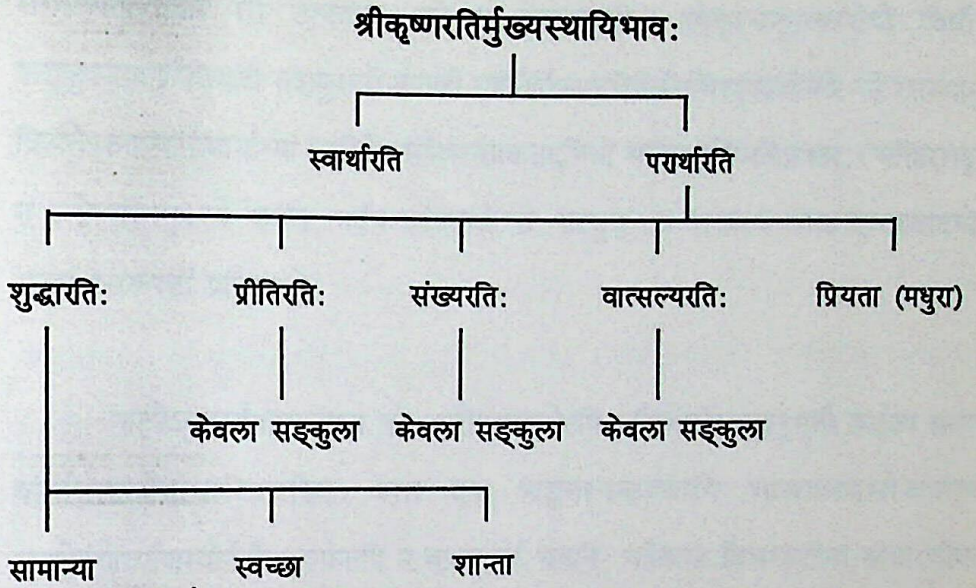 श्रीकृष्णरतिर्मुख्यस्थायिभावः
स्वार्थारति परार्थारति
शुद्धारतिः प्रीतिरतिः संख्यरतिः वात्सल्यरतिः प्रियता (मधुरा)
केवला सङ्कुला केवला सङ्कुला केवला सङ्कुला
सामान्या स्वच्छा शान्ता